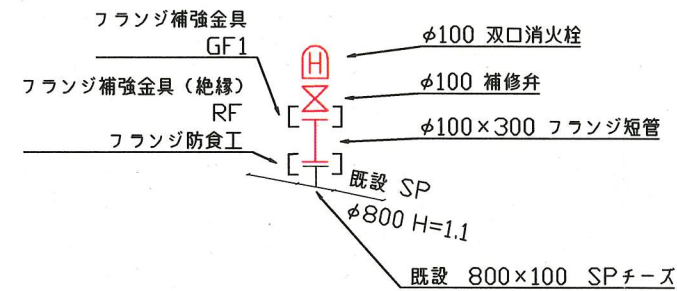 フランジ補強金具
GF1
φ100 双口消火栓
H
フランジ補強金具(絶縁)
RF
φ100 補修弁
フランジ防食工
φ100×300 フランジ短管
既設 SP
φ800 H=1.1
既設 800×100 SPチーズ